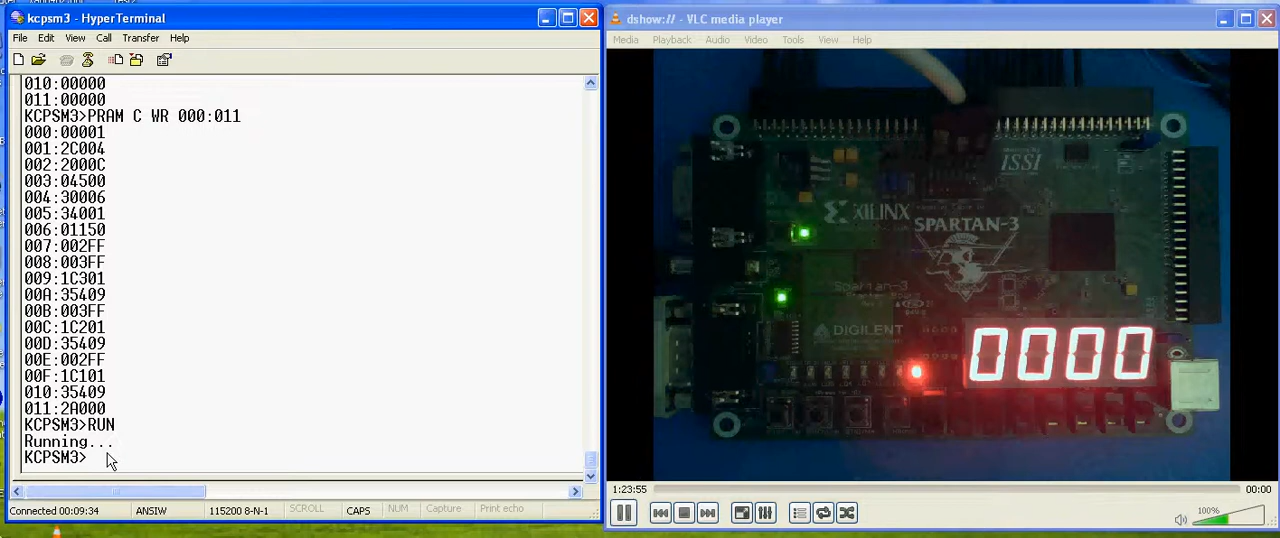 kcpsm3 - HyperTerminal
File Edit View Call Transfer Help
010:00000
011:00000
KCPSM3>PRAM C WR 000:011
000:00001
001:2C004
002:2000C
003:04500
004:30006
005:34001
006:01150
007:002FF
008:003FF
009:1C301
00A:35409
00B:003FF
00C:1C201
00D:35409
00E:002FF
00F:1C101
010:35409
011:2A000
KCPSM3>RUN
Running...
KCPSM3>
Connected 00:09:34 ANSIW 115200 8-N-1 SCROLL CAPS NUM Capture Print echo
dshow:// - VLC media player
Media Playback Audio Video Tools View Help
ISSI
XILINX
SPARTAN-3
Spartan-3
DIGILENT
0000
1:23:55 00:00
100%